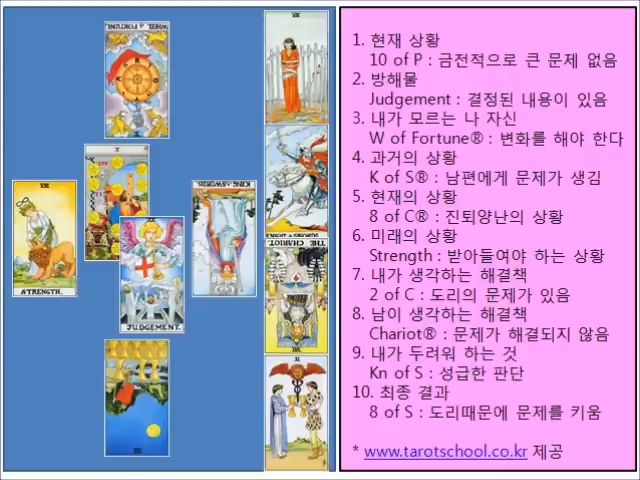 WHEEL of FORTUNE.
VIII
X
KING of SWORDS.
XI
STRENGTH.
JUDGEMENT.
THE CHARIOT.
II
1. 현재 상황
10 of P : 금전적으로 큰 문제 없음
2. 방해물
Judgement : 결정된 내용이 있음
3. 내가 모르는 나 자신
W of Fortune® : 변화를 해야 한다
4. 과거의 상황
K of S® : 남편에게 문제가 생김
5. 현재의 상황
8 of C® : 진퇴양난의 상황
6. 미래의 상황
Strength : 받아들여야 하는 상황
7. 내가 생각하는 해결책
2 of C : 도리의 문제가 있음
8. 남이 생각하는 해결책
Chariot® : 문제가 해결되지 않음
9. 내가 두려워 하는 것
Kn of S : 성급한 판단
10. 최종 결과
8 of S : 도리때문에 문제를 키움
* www.tarotschool.co.kr 제공